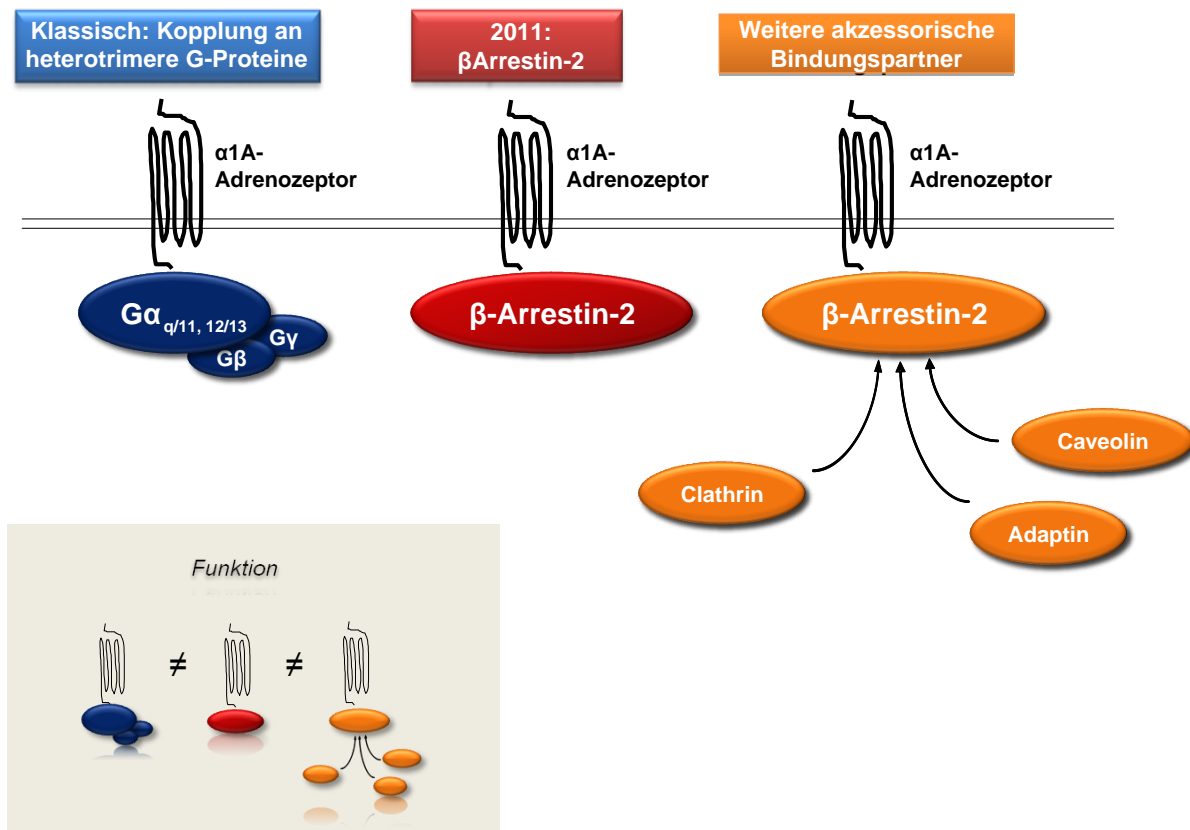 Klassisch: Kopplung an
heterotrimere G-Proteine
2011:
βArrestin-2
Weitere akzessorische
Bindungspartner
α1A-
Adrenozeptor
α1A-
Adrenozeptor
α1A-
Adrenozeptor
Gα q/11, 12/13
Gγ
Gβ
β-Arrestin-2
β-Arrestin-2
Caveolin
Clathrin
Adaptin
Funktion
≠ ≠